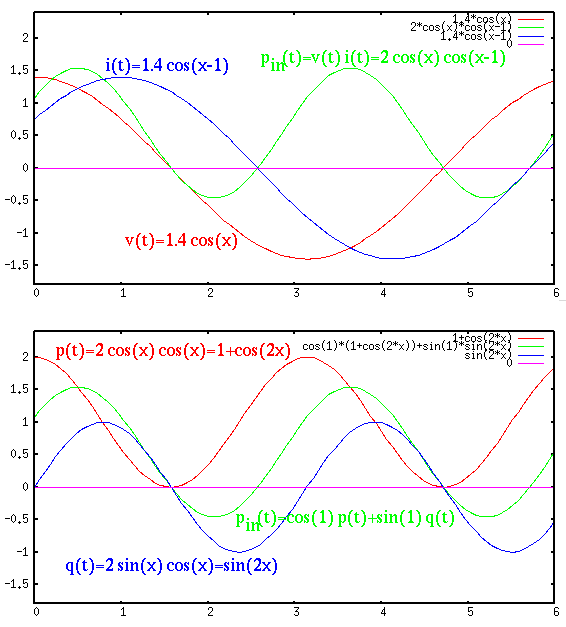 1.4*cos(x)
2*cos(x)*cos(x-1)
1.4*cos(x-1)
0
i(t)=1.4 cos(x-1)
p_in(t)=v(t) i(t)=2 cos(x) cos(x-1)
v(t)=1.4 cos(x)
2
1.5
1
0.5
0
-0.5
-1
-1.5
0 1 2 3 4 5 6
1+cos(2*x)
cos(1)*(1+cos(2*x))+sin(1)*sin(2*x)
sin(2*x)
0
p(t)=2 cos(x) cos(x)=1+cos(2x)
p_in(t)=cos(1) p(t)+sin(1) q(t)
q(t)=2 sin(x) cos(x)=sin(2x)
2
1.5
1
0.5
0
-0.5
-1
-1.5
0 1 2 3 4 5 6